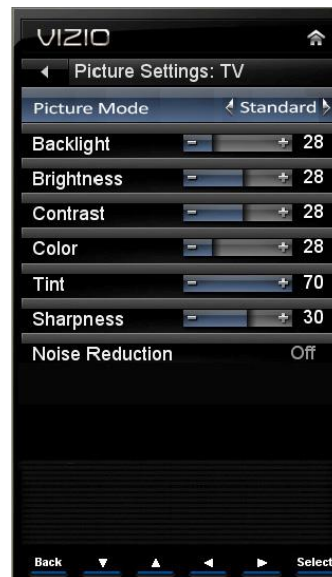 VIZIO
Picture Settings: TV
Picture Mode Standard
Backlight - + 28
Brightness - + 28
Contrast - + 28
Color - + 28
Tint - + 70
Sharpness - + 30
Noise Reduction Off
Back Select